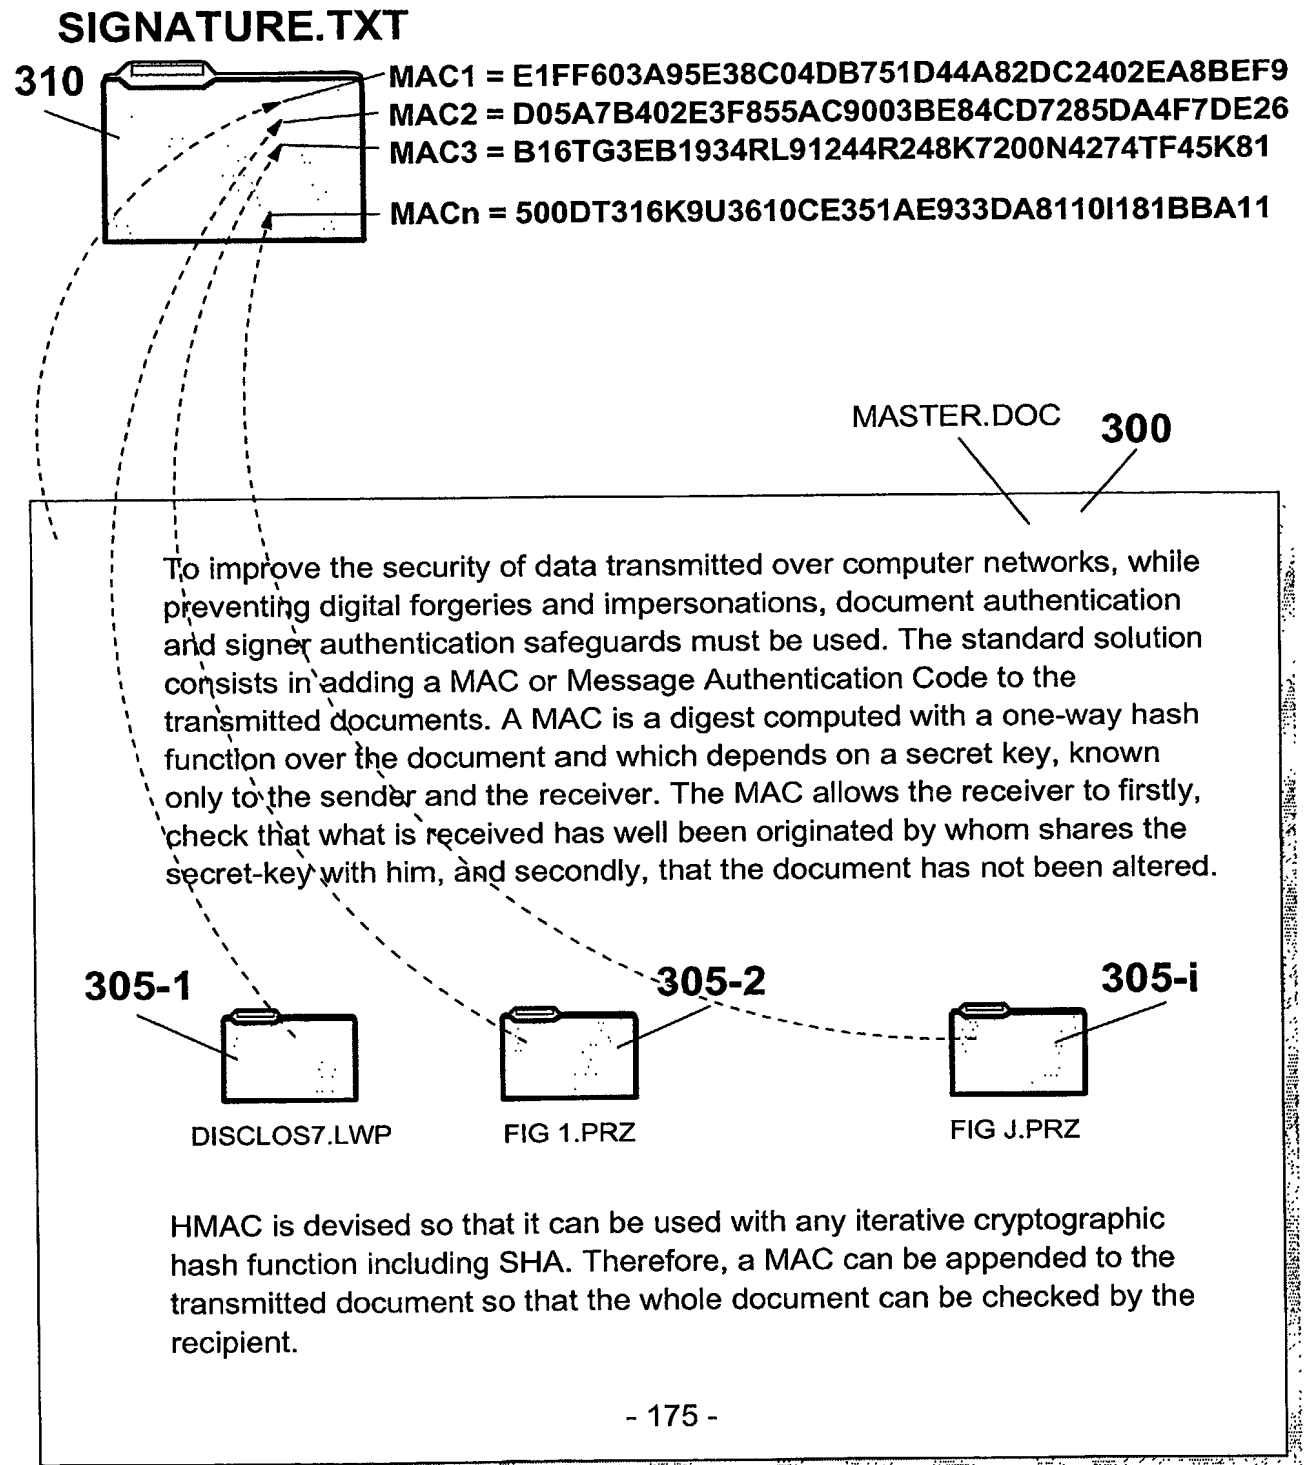 SIGNATURE.TXT
310
MAC1 = E1FF603A95E38C04DB751D44A82DC2402EA8BEF9
MAC2 = D05A7B402E3F855AC9003BE84CD7285DA4F7DE26
MAC3 = B16TG3EB1934RL91244R248K7200N4274TF45K81
MACn = 500DT316K9U3610CE351AE933DA8110I181BBA11
MASTER.DOC
300
To improve the security of data transmitted over computer networks, while
preventing digital forgeries and impersonations, document authentication
and signer authentication safeguards must be used. The standard solution
consists in adding a MAC or Message Authentication Code to the
transmitted documents. A MAC is a digest computed with a one-way hash
function over the document and which depends on a secret key, known
only to the sender and the receiver. The MAC allows the receiver to firstly,
check that what is received has well been originated by whom shares the
secret-key with him, and secondly, that the document has not been altered.
305-1
305-2
305-i
DISCLOS7.LWP
FIG 1.PRZ
FIG J.PRZ
HMAC is devised so that it can be used with any iterative cryptographic
hash function including SHA. Therefore, a MAC can be appended to the
transmitted document so that the whole document can be checked by the
recipient.
- 175 -